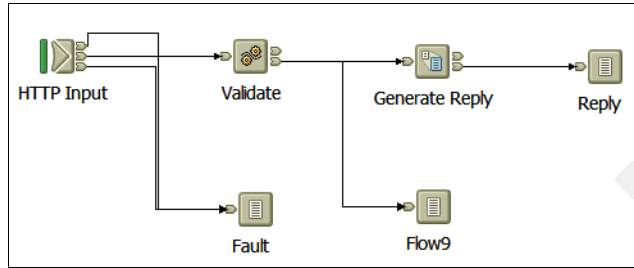 HTTP Input
Validate
Generate Reply
Reply
Fault
Flow9